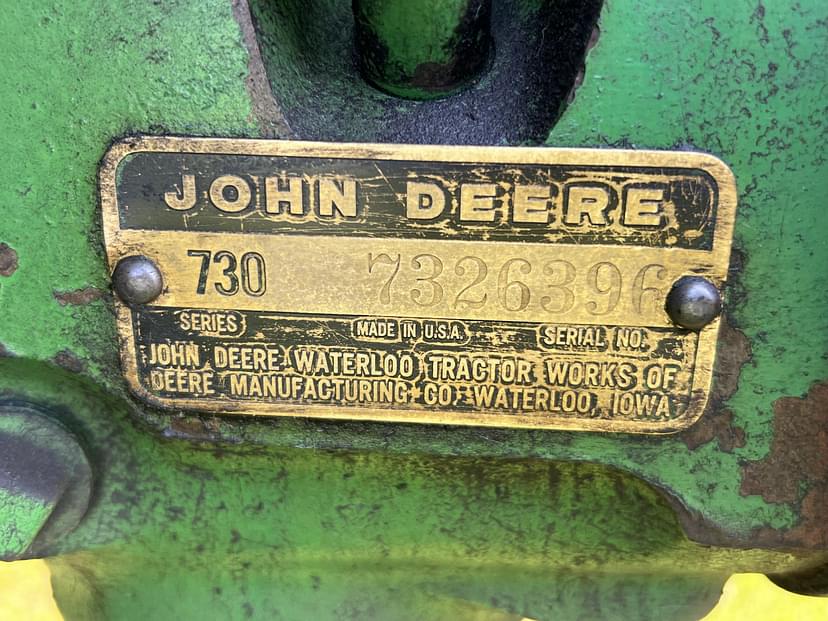 JOHN DEERE
730 7326396
SERIES MADE IN U.S.A. SERIAL NO.
JOHN DEERE WATERLOO TRACTOR WORKS OF
DEERE MANUFACTURING CO. WATERLOO, IOWA